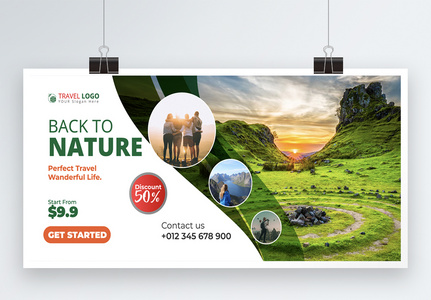 TRAVEL LOGO
YOUR Slogan Here
BACK TO
NATURE
Perfect Travel
Wanderful Life.
Discount
50%
Start From
$9.9
GET STARTED
Contact us
+012 345 678 900